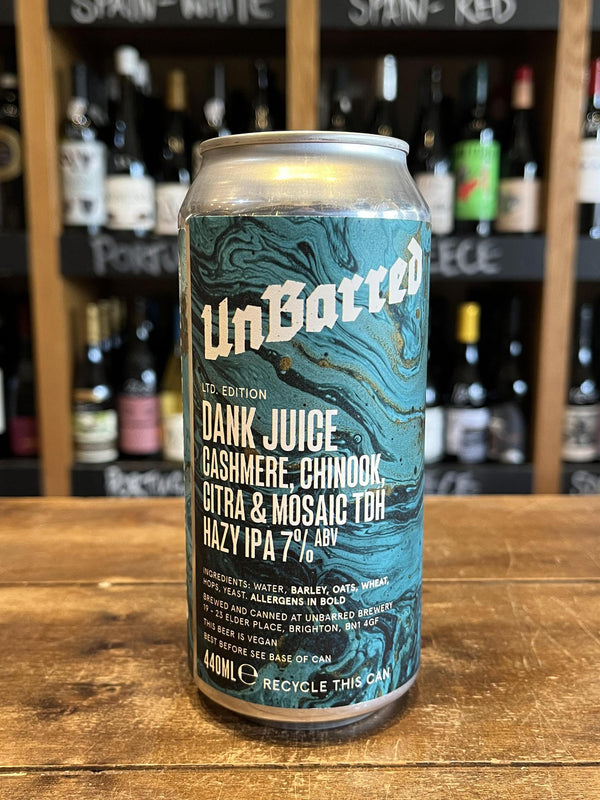 SPAIN-WHITE
SPAIN-RED
UnBarred
LTD. EDITION
DANK JUICE
CASHMERE, CHINOOK,
CITRA & MOSAIC TDH
HAZY IPA 7% ABV
INGREDIENTS: WATER, BARLEY, OATS, WHEAT,
HOPS, YEAST. ALLERGENS IN BOLD
BREWED AND CANNED AT UNBARRED BREWERY
19 - 23 ELDER PLACE, BRIGHTON, BN1 4GF
THIS BEER IS VEGAN
BEST BEFORE SEE BASE OF CAN
440ML e RECYCLE THIS CAN